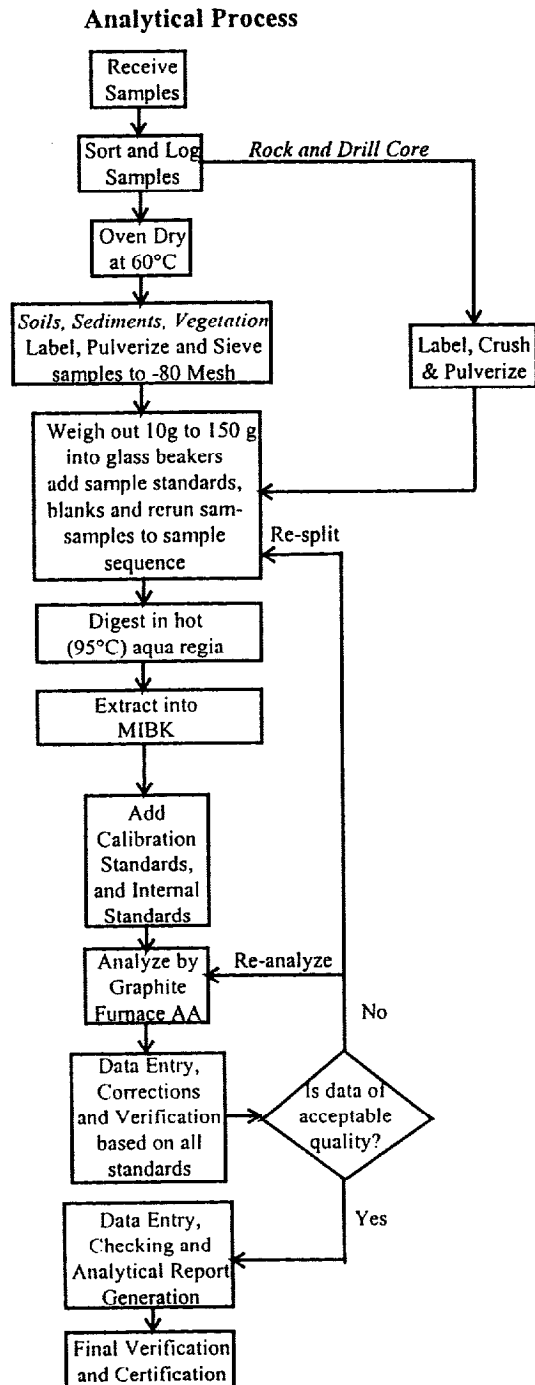 Analytical Process
Receive
Samples
Sort and Log
Samples
Rock and Drill Core
Oven Dry
at 60°C
Soils, Sediments, Vegetation
Label, Pulverize and Sieve
samples to -80 Mesh
Label, Crush
& Pulverize
Weigh out 10g to 150 g
into glass beakers
add sample standards,
blanks and rerun sam-
samples to sample
sequence
Re-split
Digest in hot
(95°C) aqua regia
Extract into
MIBK
Add
Calibration
Standards,
and Internal
Standards
Analyze by
Graphite
Furnace AA
Re-analyze
No
Data Entry,
Corrections
and Verification
based on all
standards
Is data of
acceptable
quality?
Yes
Data Entry,
Checking and
Analytical Report
Generation
Final Verification
and Certification